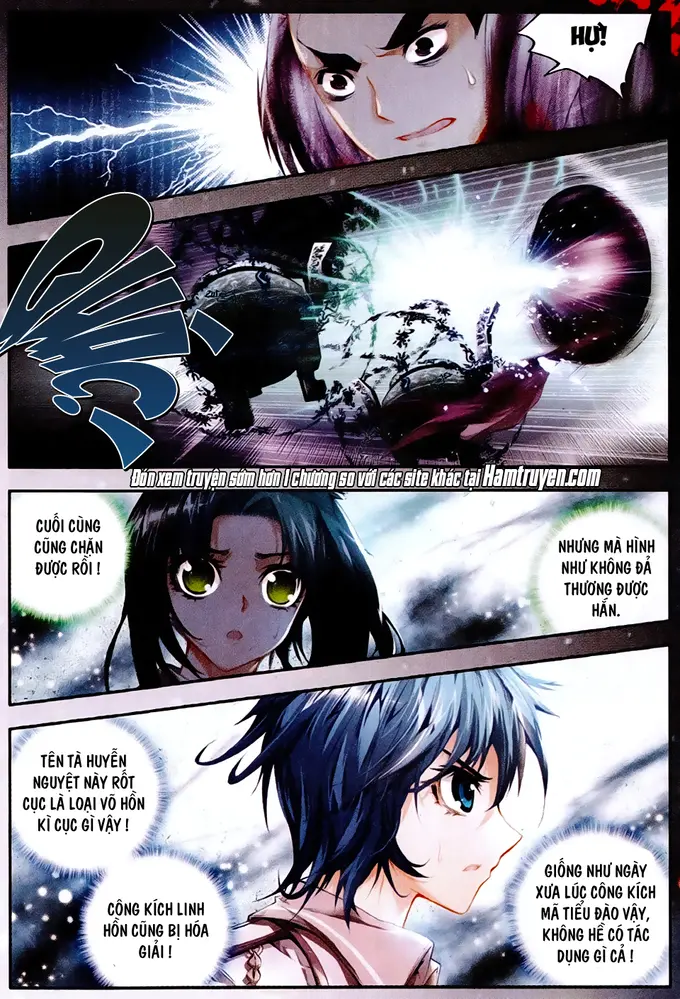 HỰ!
PHỰC!
Đón xem truyện sớm hơn 1 chương so với các site khác tại Hamtruyen.com
CUỐI CÙNG
CŨNG CHẶN
ĐƯỢC RỒI !
NHƯNG MÀ HÌNH
NHƯ KHÔNG ĐẢ
THƯƠNG ĐƯỢC
HẮN.
TÊN TÀ HUYỄN
NGUYỆT NÀY RỐT
CỤC LÀ LOẠI VÕ HỒN
KÌ CỤC GÌ VẬY !
CÔNG KÍCH LINH
HỒN CŨNG BỊ HÓA
GIẢI !
GIỐNG NHƯ NGÀY
XƯA LÚC CÔNG KÍCH
MÃ TIỂU ĐÀO VẬY,
KHÔNG HỀ CÓ TÁC
DỤNG GÌ CẢ !